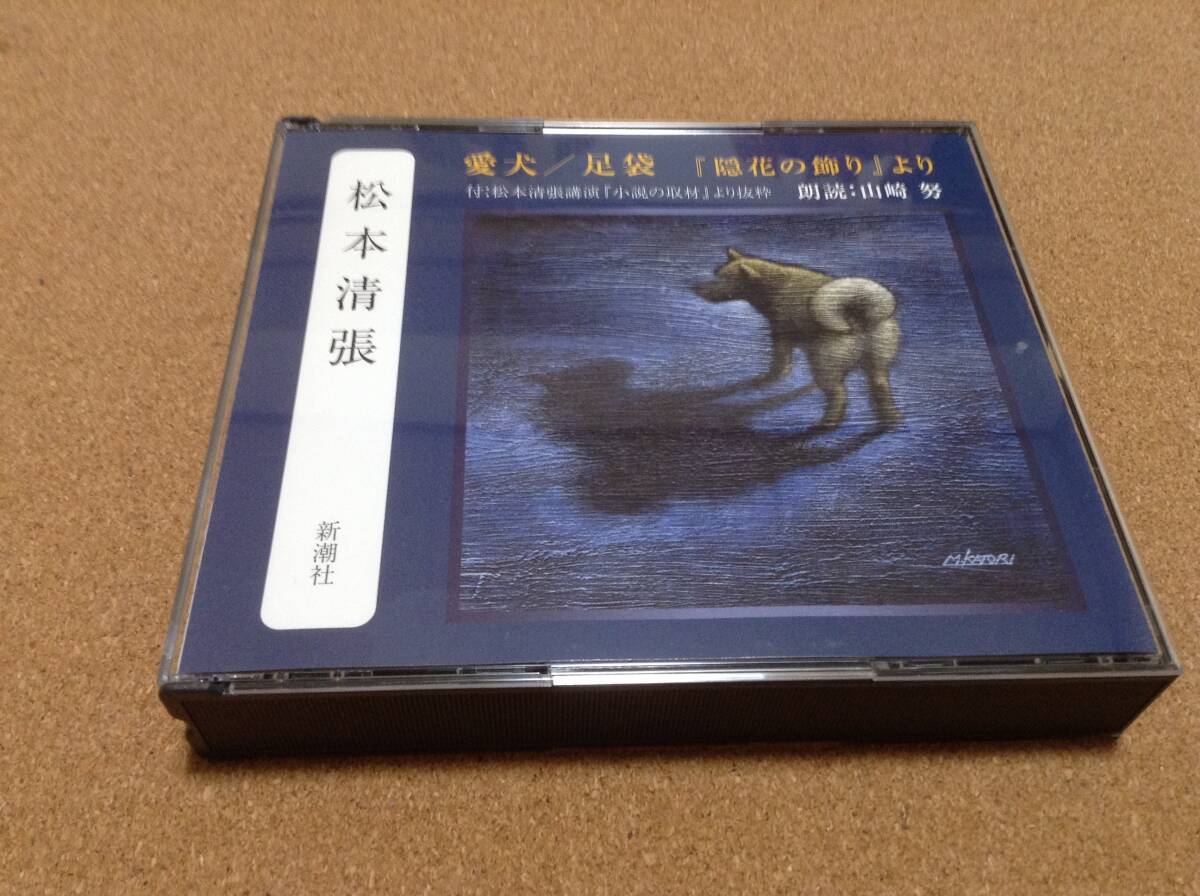 愛犬／足袋 『隠花の飾り』より
付：松本清張講演『小説の取材』より抜粋 朗読：山崎 努
松本清張
新潮社
M.KATORI